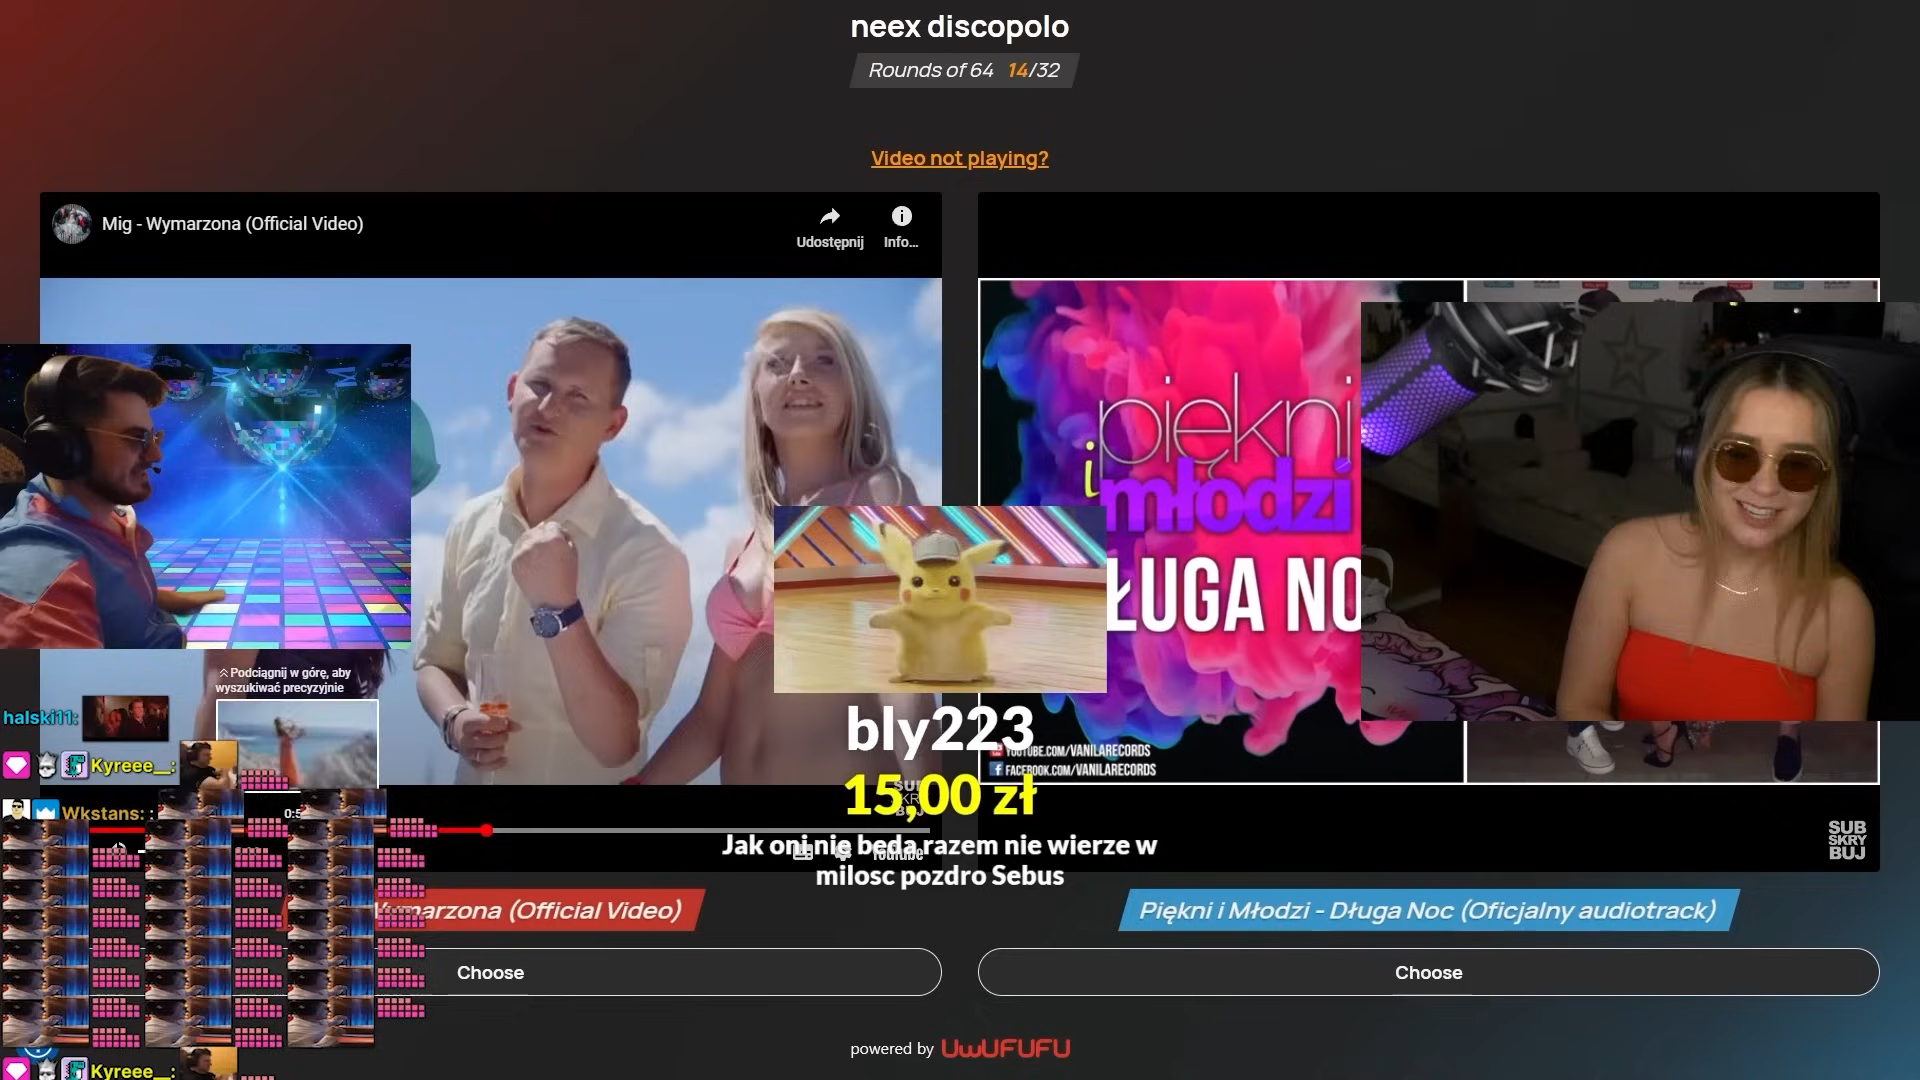 neex discopolo
Rounds of 64 14/32
Video not playing?
Mig - Wymarzona (Official Video)
Udostępnij
Info...
piękni
i młodzi
ŁUGA NO
YOUTUBE.COM/VANILARECORDS
FACEBOOK.COM/VANILARECORDS
Podciągnij w górę, aby
wyszukiwać precyzyjnie
halski11:
Kyreee__:
Wkstans: :
bly223
15,00 zł
Jak oni nie beda razem nie wierze w
milosc pozdro Sebus
YouTube
SUB
SKRY
BUJ
Wymarzona (Official Video)
Piękni i Młodzi - Długa Noc (Oficjalny audiotrack)
Choose
Choose
powered by UwUFUFU
Kyreee__: